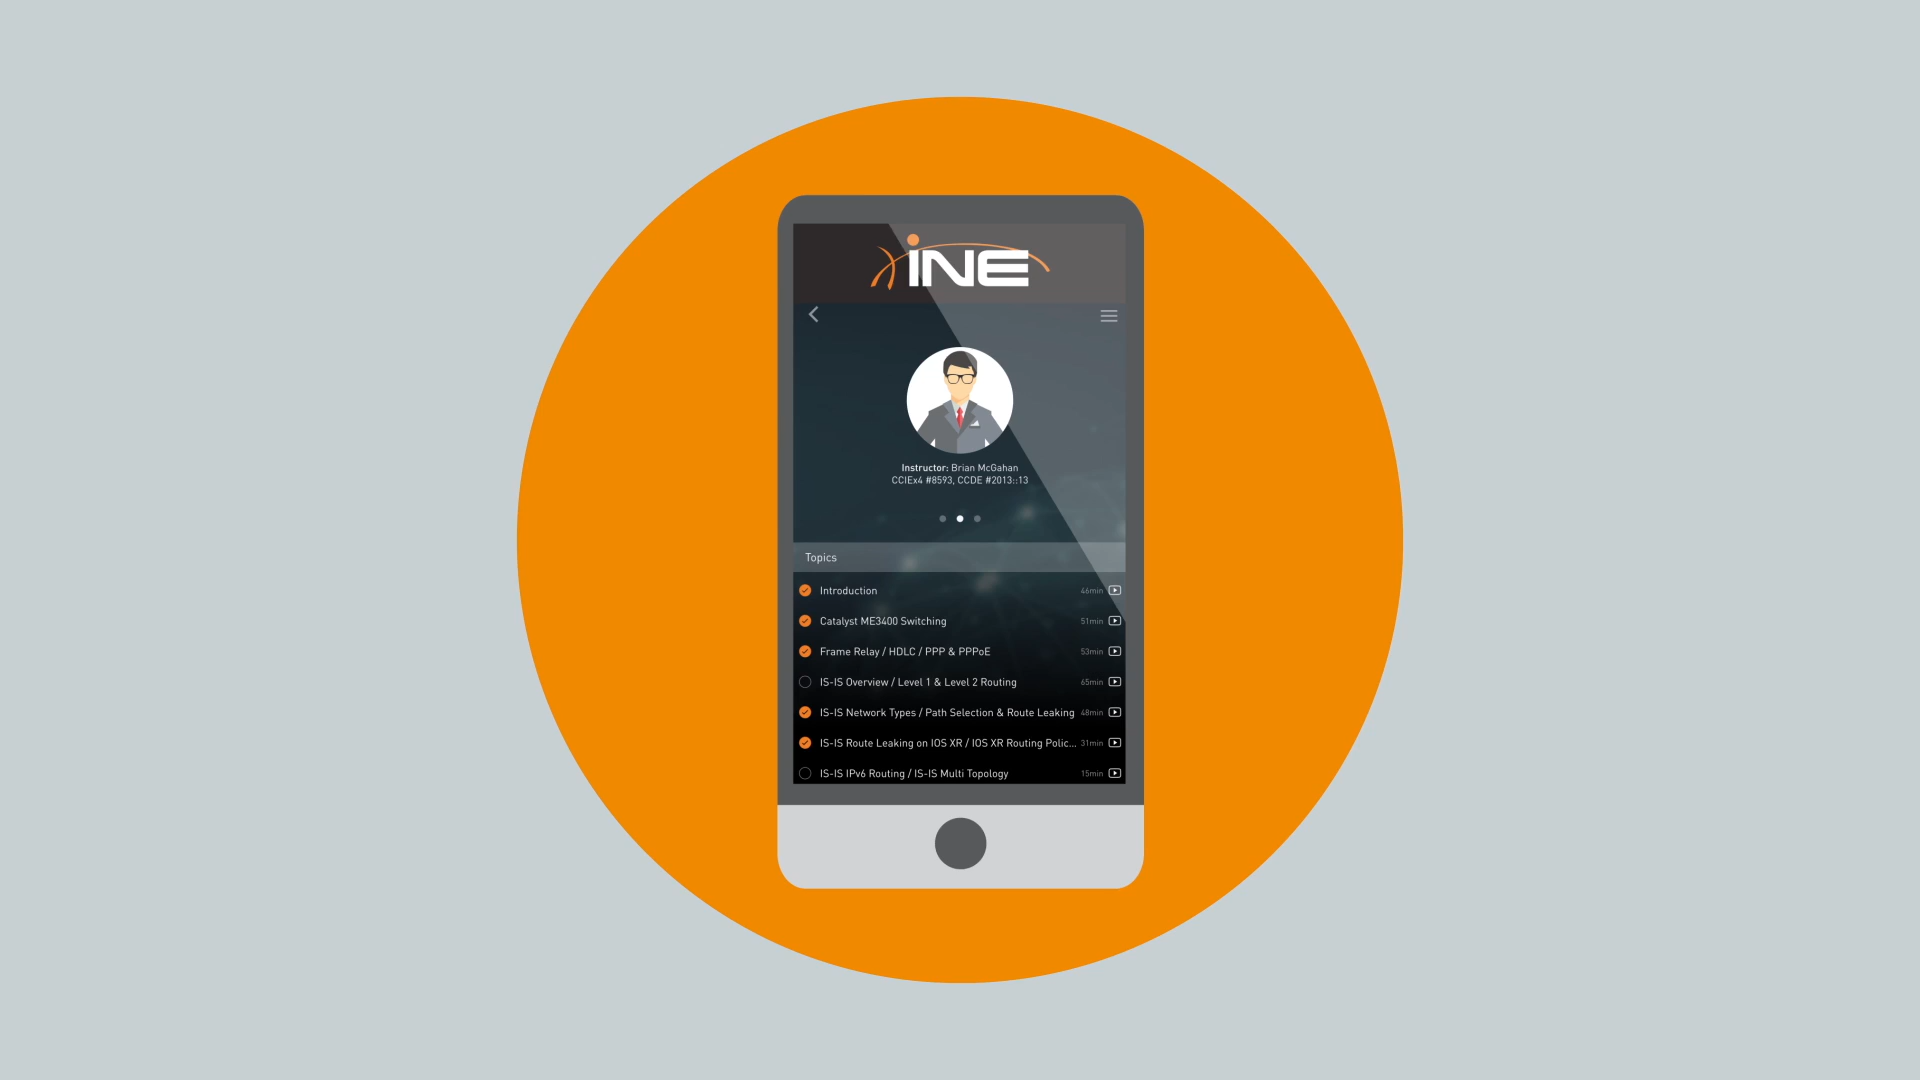 INE
Instructor: Brian McGahan
CCIEx4 #8593, CCDE #2013::13
Topics
Introduction 46min
Catalyst ME3400 Switching 51min
Frame Relay / HDLC / PPP & PPPoE 53min
IS-IS Overview / Level 1 & Level 2 Routing 65min
IS-IS Network Types / Path Selection & Route Leaking 48min
IS-IS Route Leaking on IOS XR / IOS XR Routing Polic... 31min
IS-IS IPv6 Routing / IS-IS Multi Topology 15min